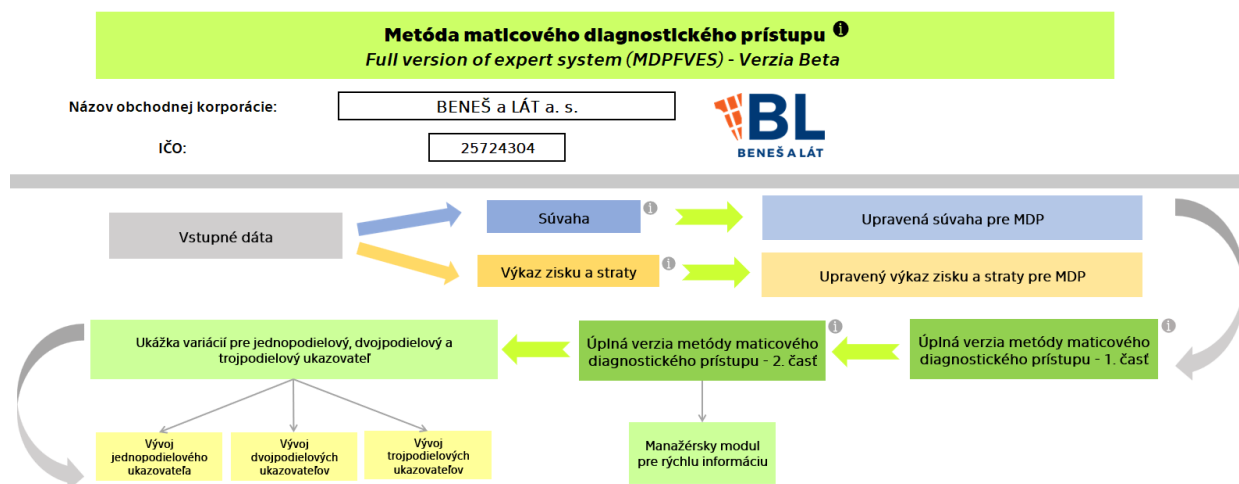 Metóda maticového diagnostického prístupu i
Full version of expert system (MDPFVES) - Verzia Beta
Názov obchodnej korporácie:
BENEŠ a LÁT a. s.
IČO:
25724304
BL
BENEŠ A LÁT
Vstupné dáta
Súvaha i
Upravená súvaha pre MDP
Výkaz zisku a straty i
Upravený výkaz zisku a straty pre MDP
Ukážka variácií pre jednopodielový, dvojpodielový a
trojpodielový ukazovateľ
Úplná verzia metódy maticového i
diagnostického prístupu - 2. časť
Úplná verzia metódy maticového i
diagnostického prístupu - 1. časť
Vývoj
jednopodielového
ukazovateľa
Vývoj
dvojpodielových
ukazovateľov
Vývoj
trojpodielových
ukazovateľov
Manažérsky modul
pre rýchlu informáciu